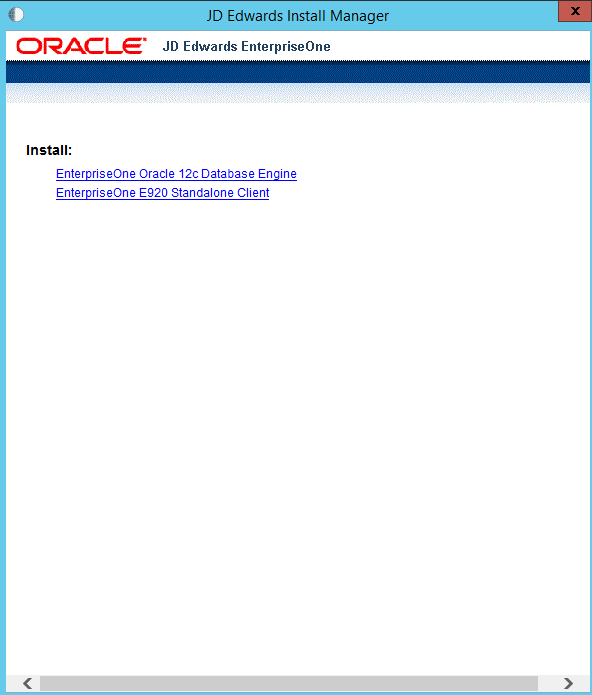 JD Edwards Install Manager
ORACLE® JD Edwards EnterpriseOne
Install:
EnterpriseOne Oracle 12c Database Engine
EnterpriseOne E920 Standalone Client